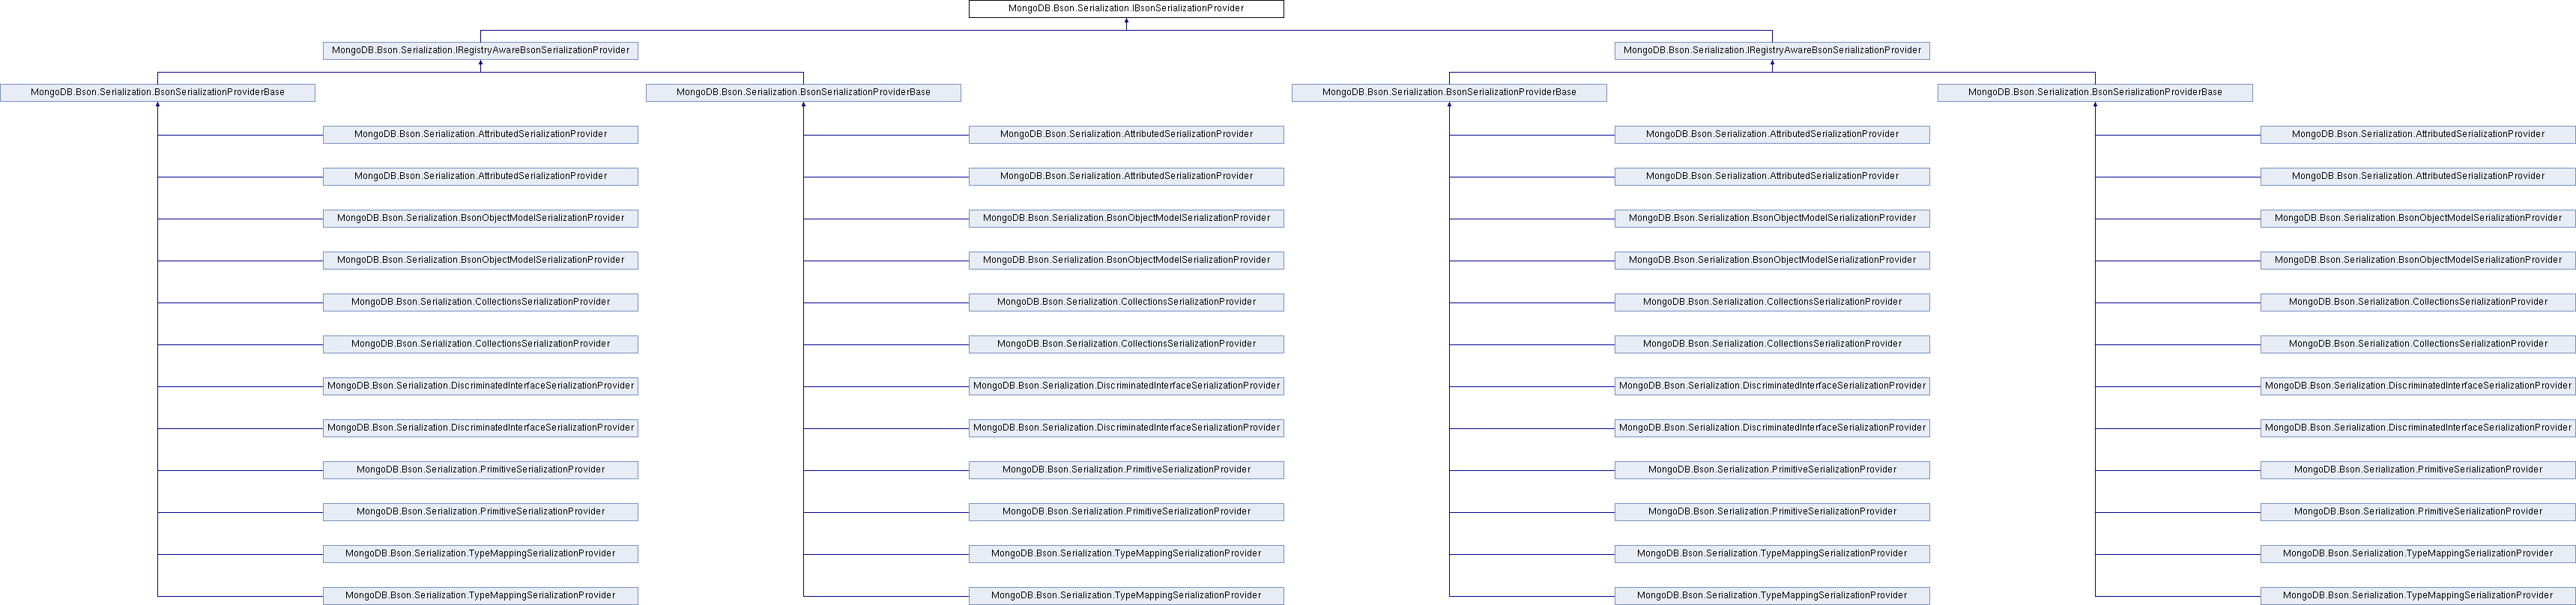 MongoDB.Bson.Serialization.IBsonSerializationProvider
MongoDB.Bson.Serialization.IRegistryAwareBsonSerializationProvider
MongoDB.Bson.Serialization.IRegistryAwareBsonSerializationProvider
MongoDB.Bson.Serialization.BsonSerializationProviderBase
MongoDB.Bson.Serialization.BsonSerializationProviderBase
MongoDB.Bson.Serialization.BsonSerializationProviderBase
MongoDB.Bson.Serialization.BsonSerializationProviderBase
MongoDB.Bson.Serialization.AttributedSerializationProvider
MongoDB.Bson.Serialization.AttributedSerializationProvider
MongoDB.Bson.Serialization.AttributedSerializationProvider
MongoDB.Bson.Serialization.AttributedSerializationProvider
MongoDB.Bson.Serialization.AttributedSerializationProvider
MongoDB.Bson.Serialization.AttributedSerializationProvider
MongoDB.Bson.Serialization.AttributedSerializationProvider
MongoDB.Bson.Serialization.AttributedSerializationProvider
MongoDB.Bson.Serialization.BsonObjectModelSerializationProvider
MongoDB.Bson.Serialization.BsonObjectModelSerializationProvider
MongoDB.Bson.Serialization.BsonObjectModelSerializationProvider
MongoDB.Bson.Serialization.BsonObjectModelSerializationProvider
MongoDB.Bson.Serialization.BsonObjectModelSerializationProvider
MongoDB.Bson.Serialization.BsonObjectModelSerializationProvider
MongoDB.Bson.Serialization.BsonObjectModelSerializationProvider
MongoDB.Bson.Serialization.BsonObjectModelSerializationProvider
MongoDB.Bson.Serialization.CollectionsSerializationProvider
MongoDB.Bson.Serialization.CollectionsSerializationProvider
MongoDB.Bson.Serialization.CollectionsSerializationProvider
MongoDB.Bson.Serialization.CollectionsSerializationProvider
MongoDB.Bson.Serialization.CollectionsSerializationProvider
MongoDB.Bson.Serialization.CollectionsSerializationProvider
MongoDB.Bson.Serialization.CollectionsSerializationProvider
MongoDB.Bson.Serialization.CollectionsSerializationProvider
MongoDB.Bson.Serialization.DiscriminatedInterfaceSerializationProvider
MongoDB.Bson.Serialization.DiscriminatedInterfaceSerializationProvider
MongoDB.Bson.Serialization.DiscriminatedInterfaceSerializationProvider
MongoDB.Bson.Serialization.DiscriminatedInterfaceSerializationProvider
MongoDB.Bson.Serialization.DiscriminatedInterfaceSerializationProvider
MongoDB.Bson.Serialization.DiscriminatedInterfaceSerializationProvider
MongoDB.Bson.Serialization.DiscriminatedInterfaceSerializationProvider
MongoDB.Bson.Serialization.DiscriminatedInterfaceSerializationProvider
MongoDB.Bson.Serialization.PrimitiveSerializationProvider
MongoDB.Bson.Serialization.PrimitiveSerializationProvider
MongoDB.Bson.Serialization.PrimitiveSerializationProvider
MongoDB.Bson.Serialization.PrimitiveSerializationProvider
MongoDB.Bson.Serialization.PrimitiveSerializationProvider
MongoDB.Bson.Serialization.PrimitiveSerializationProvider
MongoDB.Bson.Serialization.PrimitiveSerializationProvider
MongoDB.Bson.Serialization.PrimitiveSerializationProvider
MongoDB.Bson.Serialization.TypeMappingSerializationProvider
MongoDB.Bson.Serialization.TypeMappingSerializationProvider
MongoDB.Bson.Serialization.TypeMappingSerializationProvider
MongoDB.Bson.Serialization.TypeMappingSerializationProvider
MongoDB.Bson.Serialization.TypeMappingSerializationProvider
MongoDB.Bson.Serialization.TypeMappingSerializationProvider
MongoDB.Bson.Serialization.TypeMappingSerializationProvider
MongoDB.Bson.Serialization.TypeMappingSerializationProvider